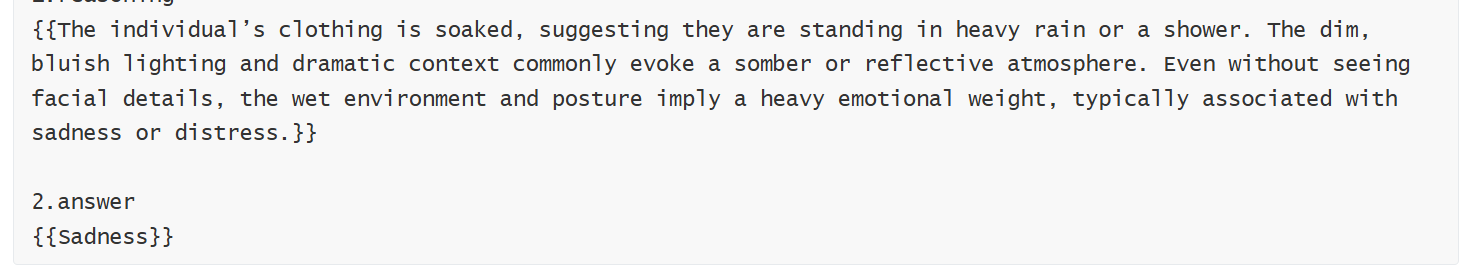 {{The individual’s clothing is soaked, suggesting they are standing in heavy rain or a shower. The dim,
bluish lighting and dramatic context commonly evoke a somber or reflective atmosphere. Even without seeing
facial details, the wet environment and posture imply a heavy emotional weight, typically associated with
sadness or distress.}}
2.answer
{{Sadness}}